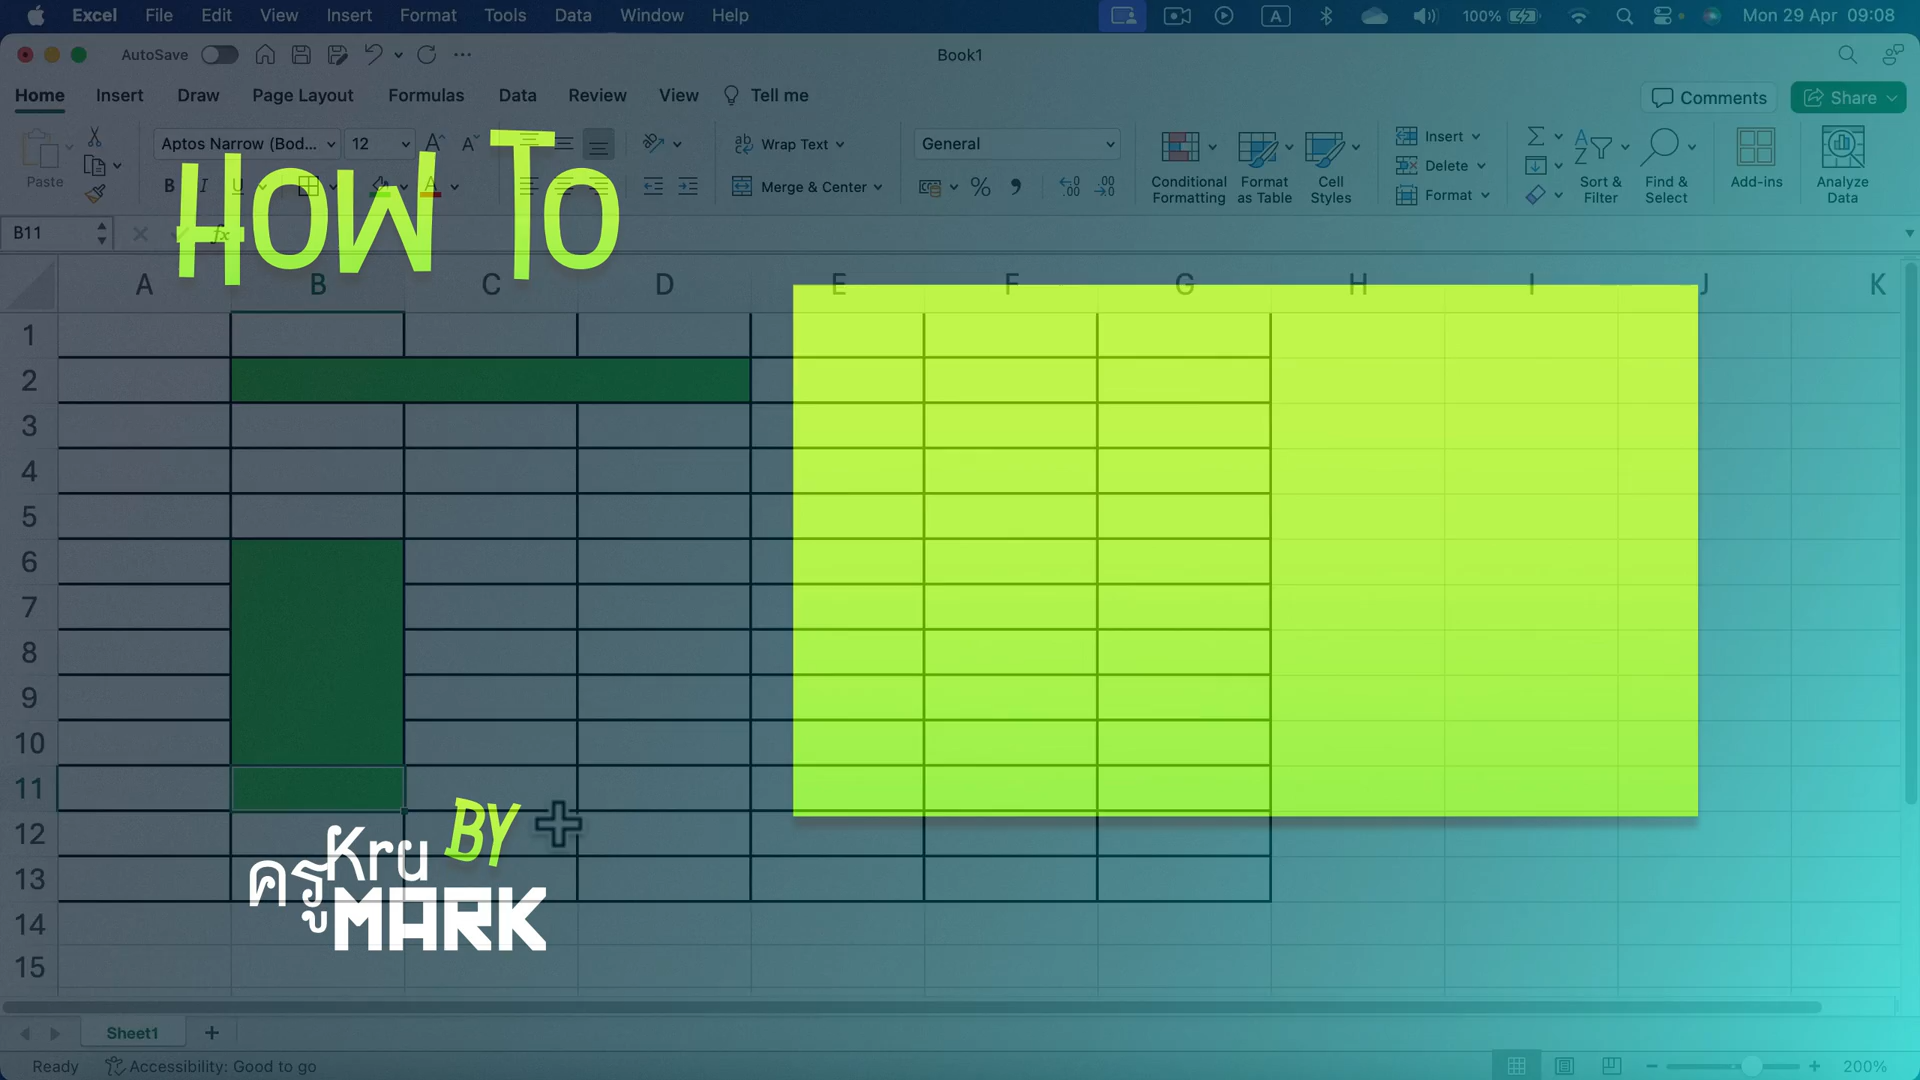 Excel File Edit View Insert Format Tools Data Window Help A 100% Mon 29 Apr 09:08
AutoSave Book1
Home Insert Draw Page Layout Formulas Data Review View Tell me Comments Share
Paste Aptos Narrow (Bod... 12 A A Wrap Text General
B I U A Merge & Center % 
Conditional Formatting
Format as Table
Cell Styles
Insert
Delete
Format
Sort & Filter
Find & Select
Add-ins
Analyze Data
HOW TO
B11 fx
A B C D E F G H I J K
1
2
3
4
5
6
7
8
9
10
11
12
13
14
15
BY
ครู Kru
MARK
Sheet1 +
Ready Accessibility: Good to go 200%